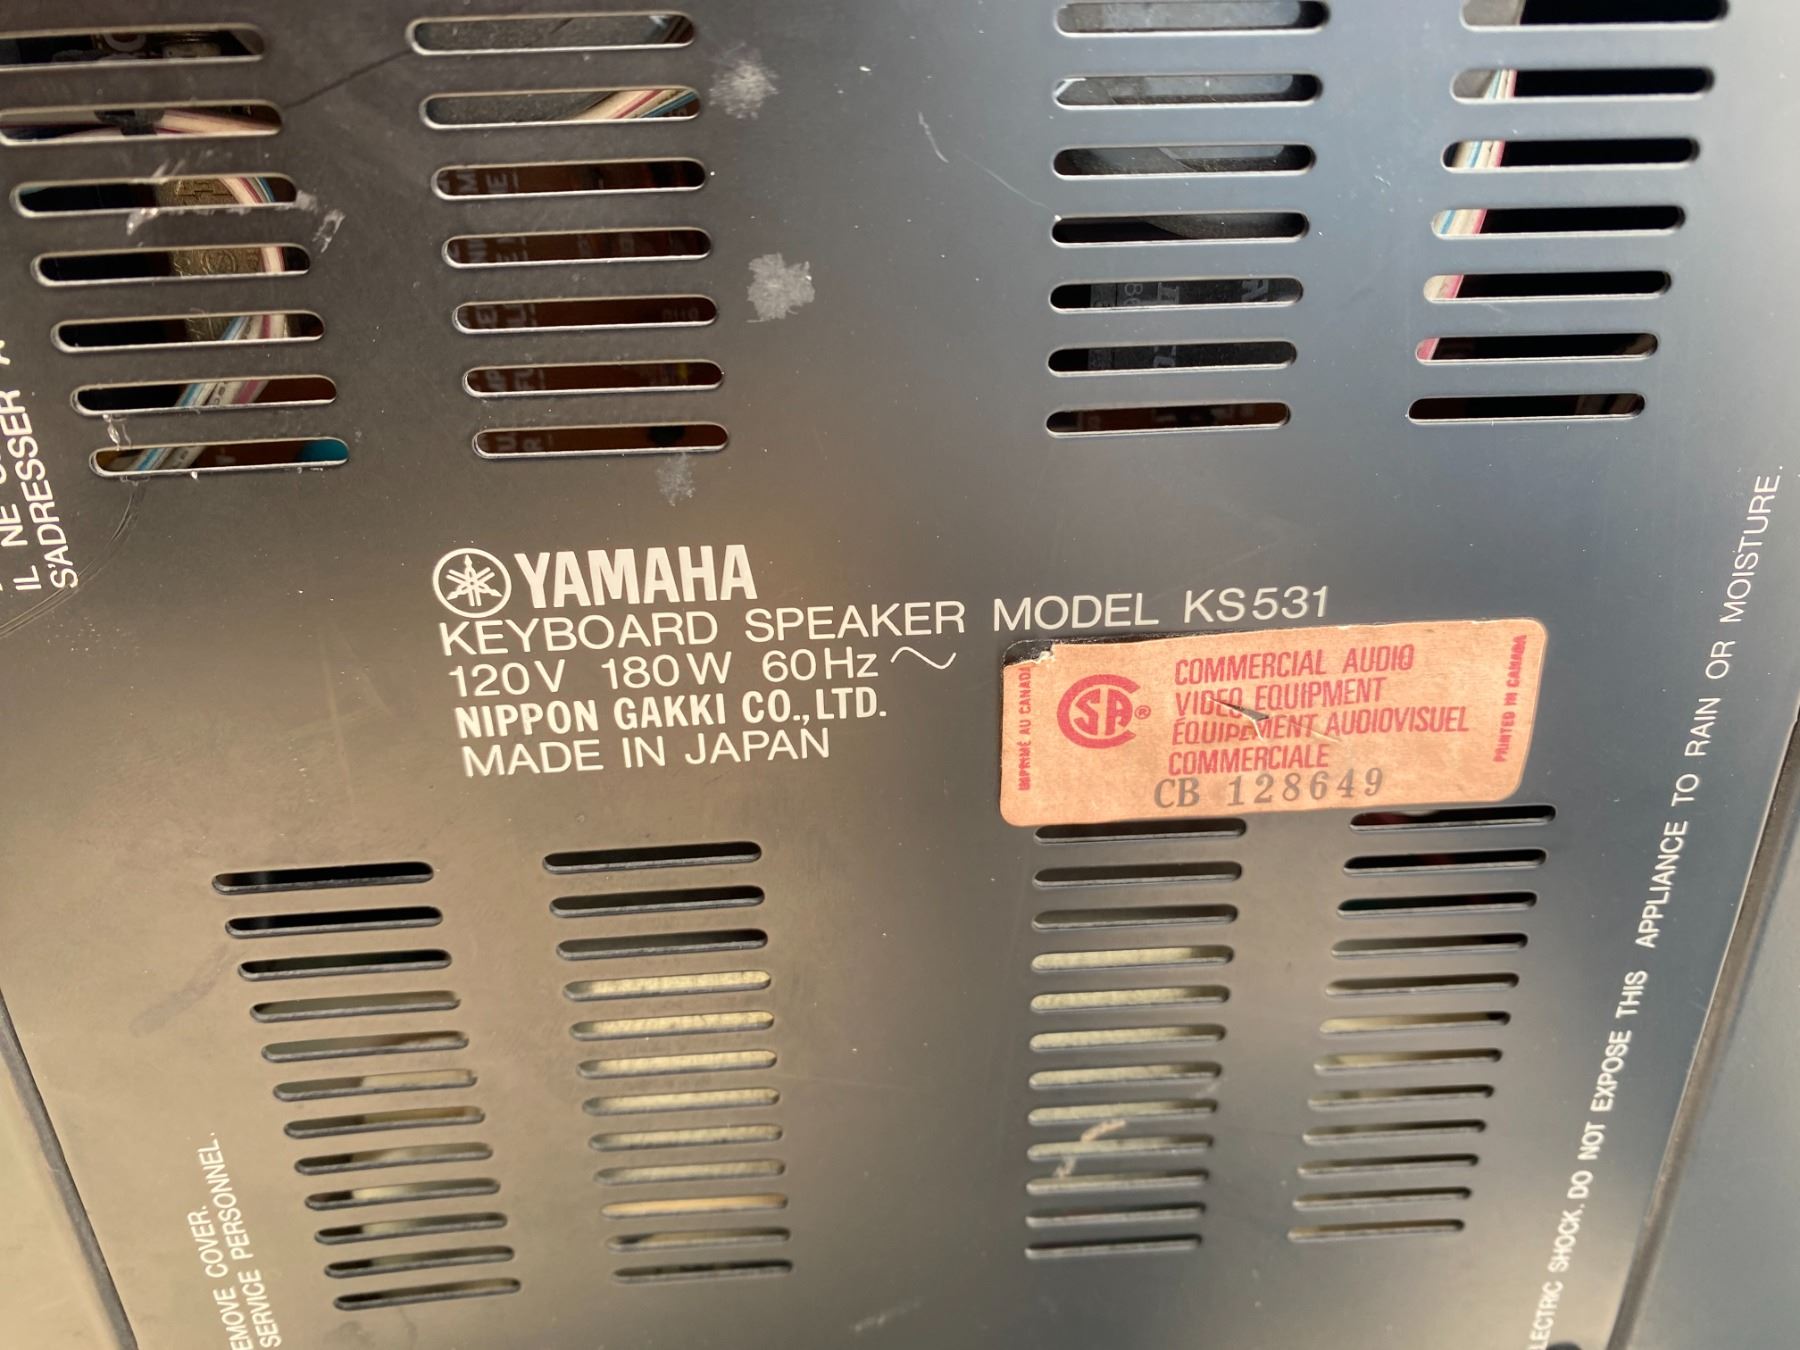 IL NE
S'ADRESSER A
YAMAHA
KEYBOARD SPEAKER MODEL KS531
120V 180W 60Hz ~
NIPPON GAKKI CO., LTD.
MADE IN JAPAN
IMPRIMÉ AU CANADA
CSA®
COMMERCIAL AUDIO
VIDEO EQUIPMENT
ÉQUIPEMENT AUDIOVISUEL
COMMERCIALE
CB 128649
PRINTED IN CANADA
EMOVE COVER.
SERVICE PERSONNEL.
LECTRIC SHOCK, DO NOT EXPOSE THIS APPLIANCE TO RAIN OR MOISTURE.